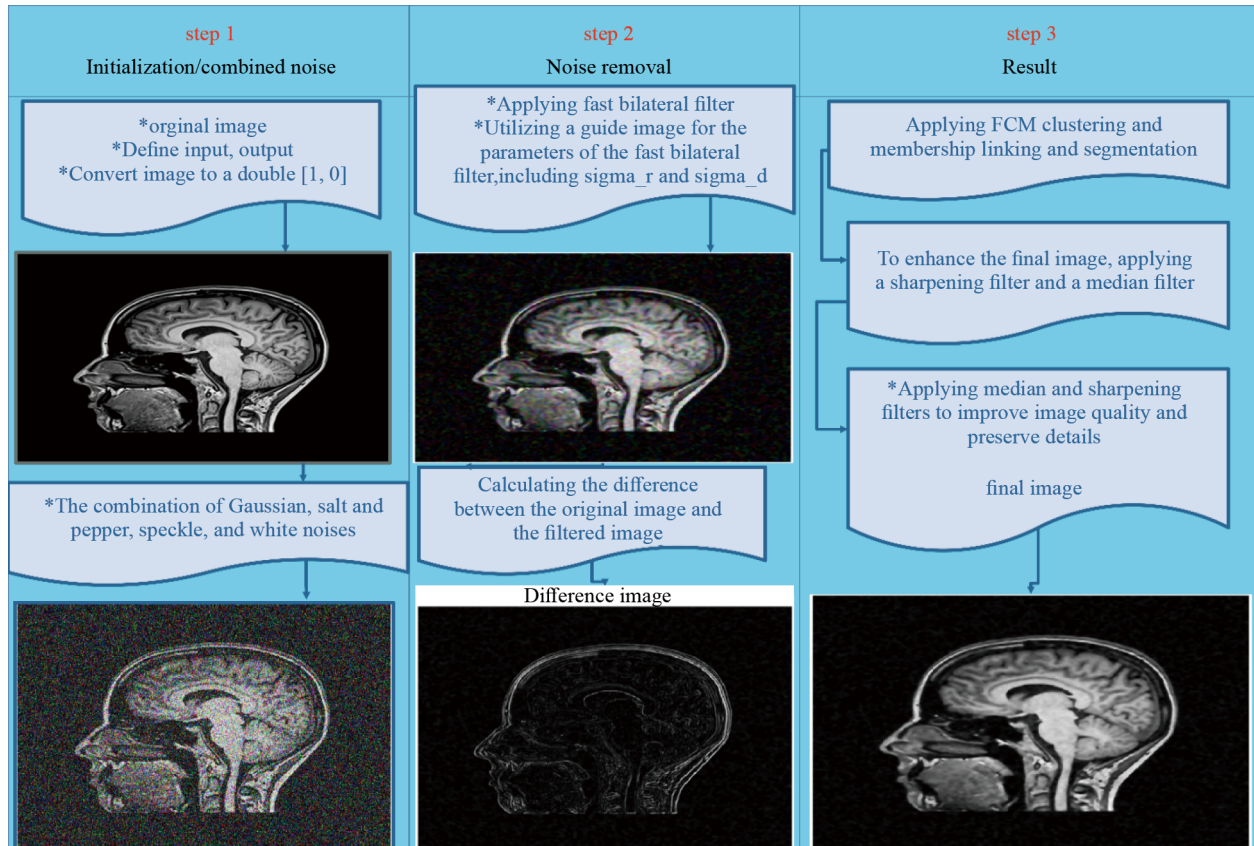 step 1
Initialization/combined noise
*orginal image
*Define input, output
*Convert image to a double [1, 0]
*The combination of Gaussian, salt and
pepper, speckle, and white noises
step 2
Noise removal
*Applying fast bilateral filter
*Utilizing a guide image for the
parameters of the fast bilateral
filter,including sigma_r and sigma_d
Calculating the difference
between the original image and
the filtered image
Difference image
step 3
Result
Applying FCM clustering and
membership linking and segmentation
To enhance the final image, applying
a sharpening filter and a median filter
*Applying median and sharpening
filters to improve image quality and
preserve details
final image